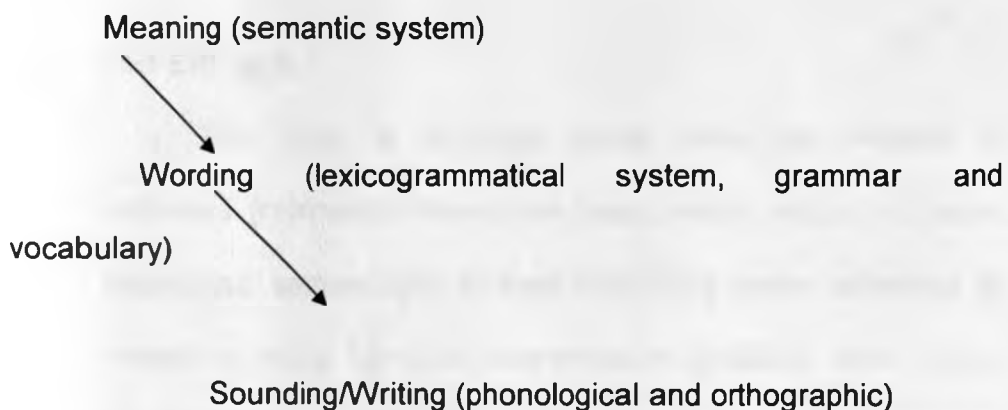 Meaning (semantic system)
Wording (lexicogrammatical system, grammar and
vocabulary)
Sounding/Writing (phonological and orthographic)